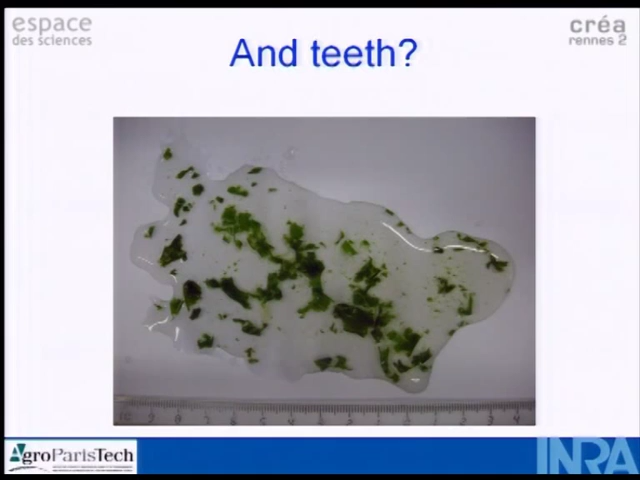 espace
des sciences
créa
rennes 2
And teeth?
AgroParisTech
INRA